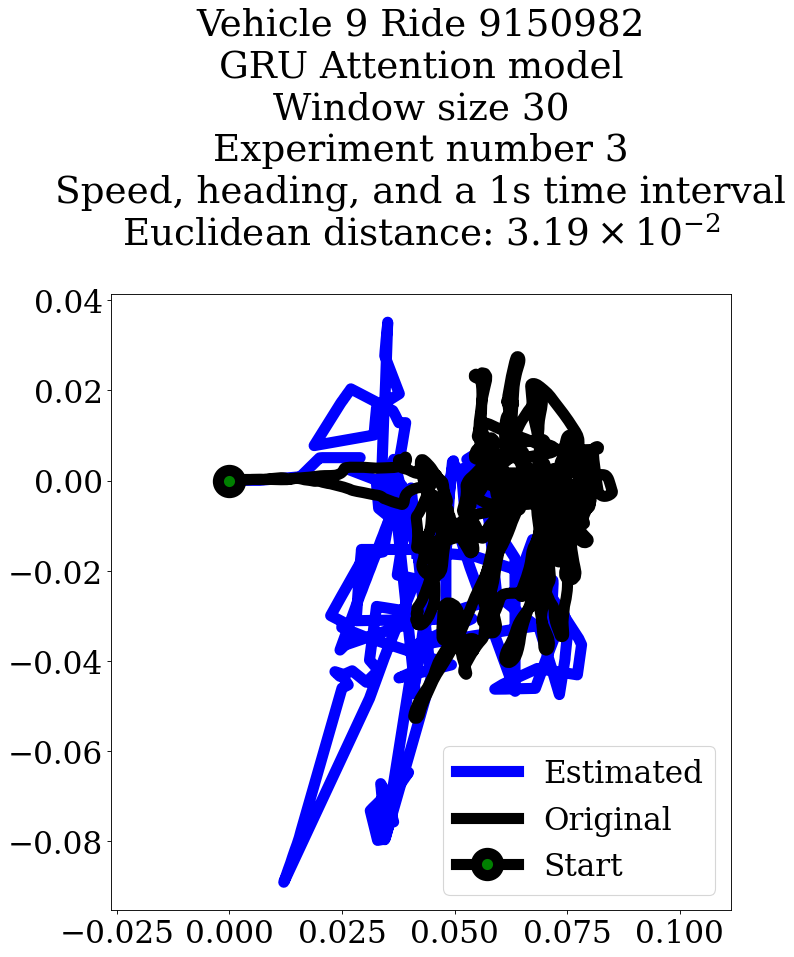 Vehicle 9 Ride 9150982
GRU Attention model
Window size 30
Experiment number 3
Speed, heading, and a 1s time interval
Euclidean distance: 3.19 × 10⁻²
0.04
0.02
0.00
−0.02
−0.04
−0.06
−0.08
Estimated
Original
Start
−0.025 0.000 0.025 0.050 0.075 0.100